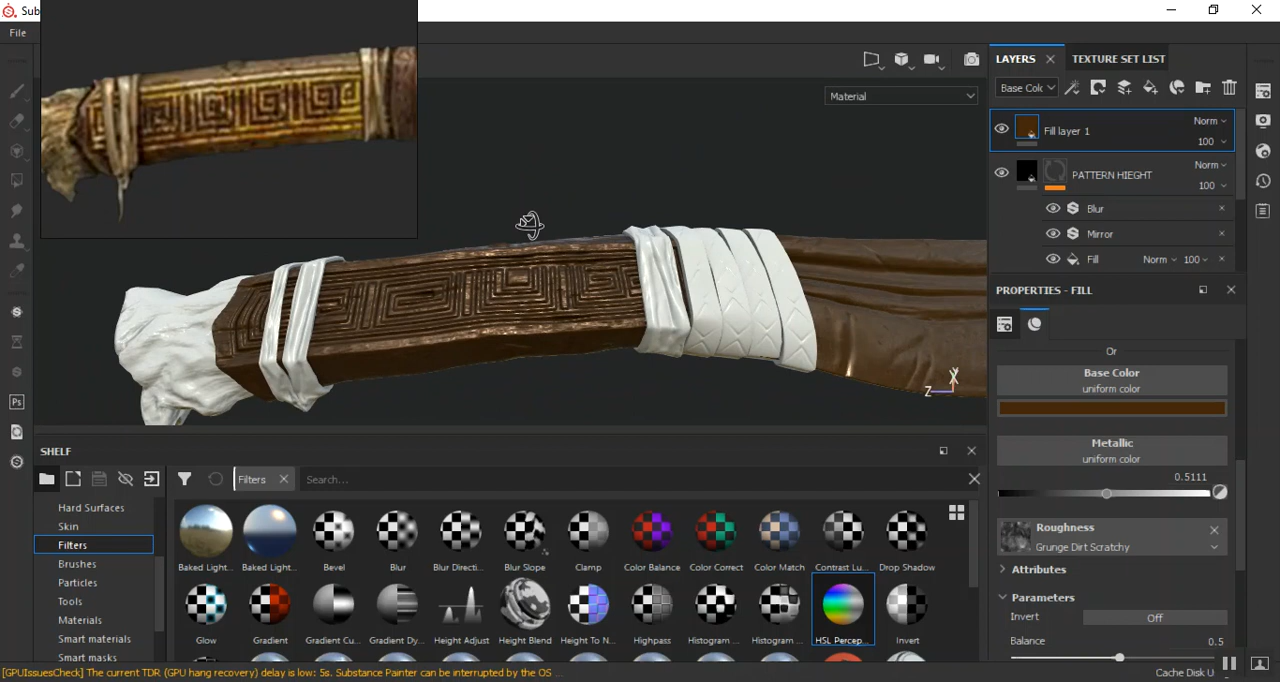 Sub
File
Material
LAYERS
TEXTURE SET LIST
Base Col
Fill layer 1
Norm
100
PATTERN HIEGHT
Norm
100
Blur
Mirror
Fill
Norm
100
PROPERTIES - FILL
Or
Base Color
uniform color
Metallic
uniform color
0.5111
Roughness
Grunge Dirt Scratchy
Attributes
Parameters
Invert
Off
Balance
0.5
X
Z
SHELF
Filters
Search...
Hard Surfaces
Skin
Filters
Brushes
Particles
Tools
Materials
Smart materials
Smart masks
Baked Light...
Baked Light...
Bevel
Blur
Blur Directi...
Blur Slope
Clamp
Color Balance
Color Correct
Color Match
Contrast Lu...
Drop Shadow
Glow
Gradient
Gradient Cu...
Gradient Dy...
Height Adjust
Height Blend
Height To N...
Highpass
Histogram ...
Histogram ...
HSL Percep...
Invert
Ps
[GPUIssuesCheck] The current TDR (GPU hang recovery) delay is low: 5s. Substance Painter can be interrupted by the OS ...
Cache Disk U